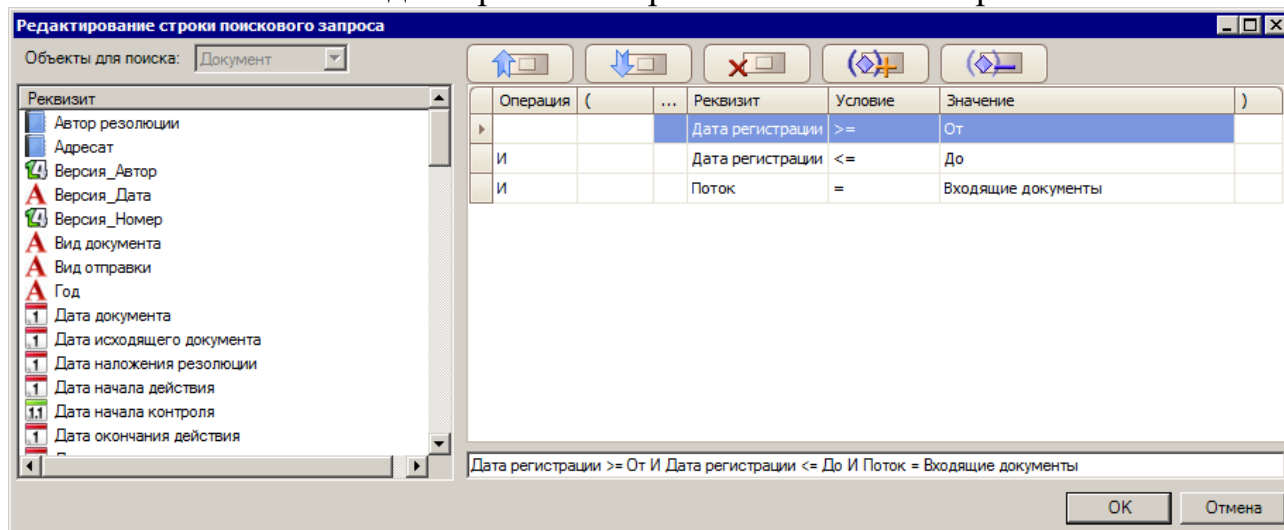 Редактирование строки поискового запроса
Объекты для поиска: Документ
Реквизит
Автор резолюции
Адресат
Версия_Автор
Версия_Дата
Версия_Номер
Вид документа
Вид отправки
Год
Дата документа
Дата исходящего документа
Дата наложения резолюции
Дата начала действия
Дата начала контроля
Дата окончания действия
Операция ( ... Реквизит Условие Значение )
Дата регистрации >= От
И Дата регистрации <= До
И Поток = Входящие документы
Дата регистрации >= От И Дата регистрации <= До И Поток = Входящие документы
OK Отмена